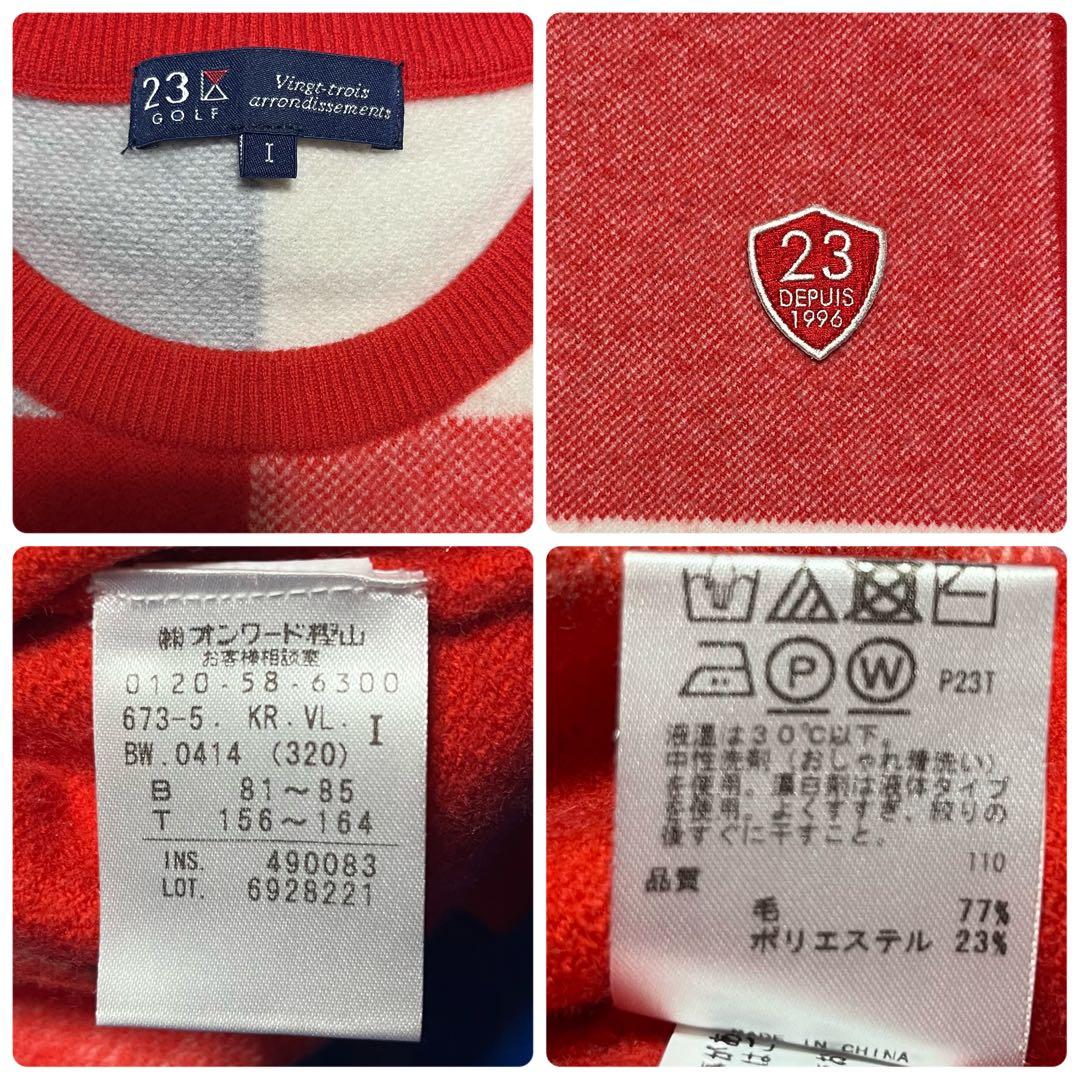 23
GOLF
Vingt-trois
arrondissements
I
23
DEPUIS
1996
㈱オンワード樫山
お客様相談室
0120-58-6300
673-5. KR.VL. I
BW.0414 (320)
B 81～85
T 156～164
INS. 490083
LOT. 6928221
P W P23T
液温は30℃以下。
中性洗剤(おしゃれ着洗い)
を使用。漂白剤は液体タイプ
を使用。よくすすぎ、絞りの
後すぐに干すこと。
110
品質
毛 77%
ポリエステル 23%
IN CHINA